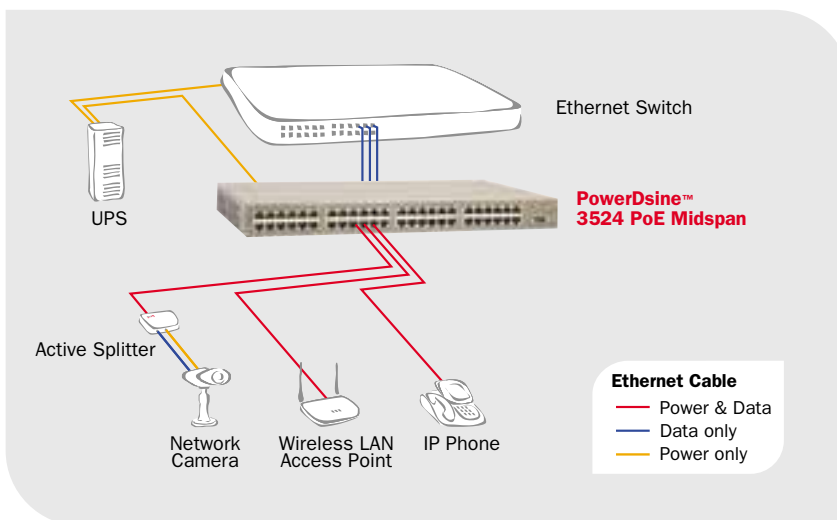 Ethernet Switch
UPS
PowerDsine™
3524 PoE Midspan
Active Splitter
Network
Camera
Wireless LAN
Access Point
IP Phone
Ethernet Cable
Power & Data
Data only
Power only